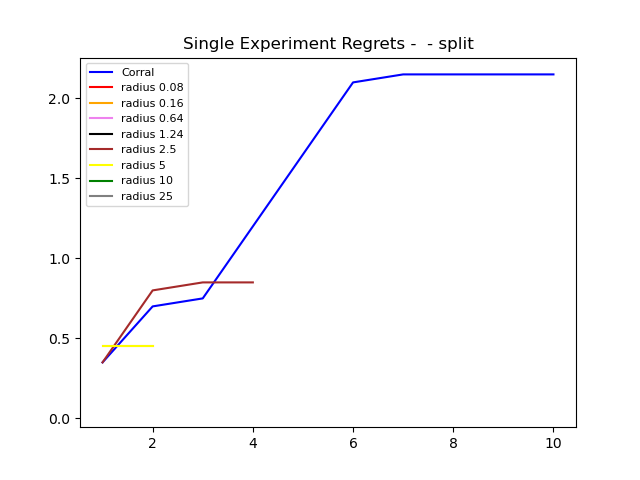 Single Experiment Regrets -  - split
Corral
radius 0.08
radius 0.16
radius 0.64
radius 1.24
radius 2.5
radius 5
radius 10
radius 25
2.0
1.5
1.0
0.5
0.0
2 4 6 8 10